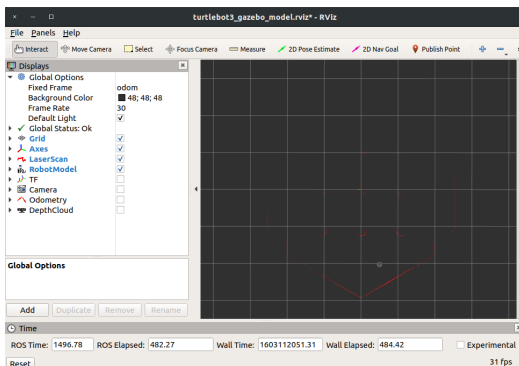 turtlebot3_gazebo_model.rviz* - RViz
File Panels Help
Interact Move Camera Select Focus Camera Measure 2D Pose Estimate 2D Nav Goal Publish Point
Displays
Global Options
Fixed Frame odom
Background Color 48; 48; 48
Frame Rate 30
Default Light
Global Status: Ok
Grid
Axes
LaserScan
RobotModel
TF
Camera
Odometry
DepthCloud
Global Options
Add Duplicate Remove Rename
Time
ROS Time: 1496.78 ROS Elapsed: 482.27 Wall Time: 1603112051.31 Wall Elapsed: 484.42 Experimental
Reset 31 fps